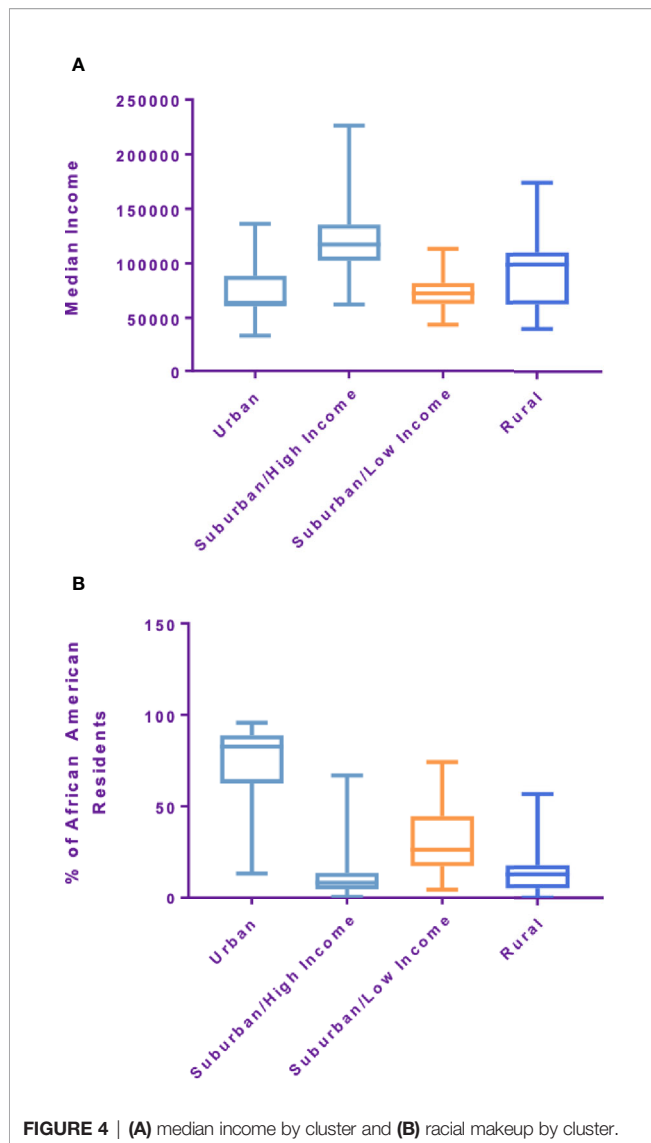 A
250000
200000
150000
100000
50000
0
Median Income
Urban
Suburban/High Income
Suburban/Low Income
Rural
B
150
100
50
0
% of African American
Residents
Urban
Suburban/High Income
Suburban/Low Income
Rural
FIGURE 4 | (A) median income by cluster and (B) racial makeup by cluster.